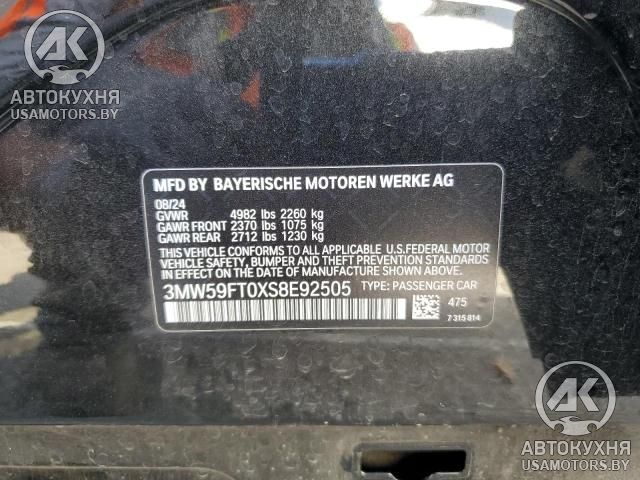 АК
АВТОКУХНЯ
USAMOTORS.BY
MFD BY BAYERISCHE MOTOREN WERKE AG
08/24
GVWR 4982 lbs 2260 kg
GAWR FRONT 2370 lbs 1075 kg
GAWR REAR 2712 lbs 1230 kg
THIS VEHICLE CONFORMS TO ALL APPLICABLE U.S.FEDERAL MOTOR
VEHICLE SAFETY, BUMPER AND THEFT PREVENTION STANDARDS
IN EFFECT ON THE DATE OF MANUFACTURE SHOWN ABOVE.
3MW59FT0XS8E92505 TYPE: PASSENGER CAR
475
7315814
АК
АВТОКУХНЯ
USAMOTORS.BY